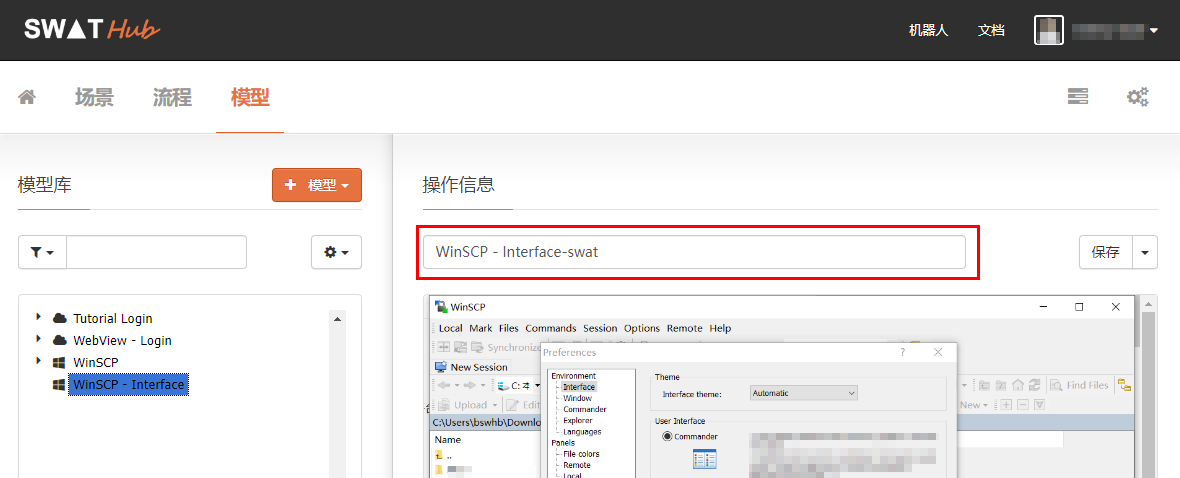 SWAT Hub
机器人 文档
场景 流程 模型
模型库
模型
操作信息
WinSCP - Interface-swat
保存
Tutorial Login
WebView - Login
WinSCP
WinSCP - Interface
WinSCP
Local Mark Files Commands Session Options Remote Help
Synchronize
Preferences
New Session
C: 本
Find Files
Upload
Edit
New
C:\Users\bswhb\Downlo
Name
..
Environment
Interface
Window
Commander
Explorer
Languages
Panels
File colors
Remote
Local
Theme
Interface theme: Automatic
User Interface
Commander